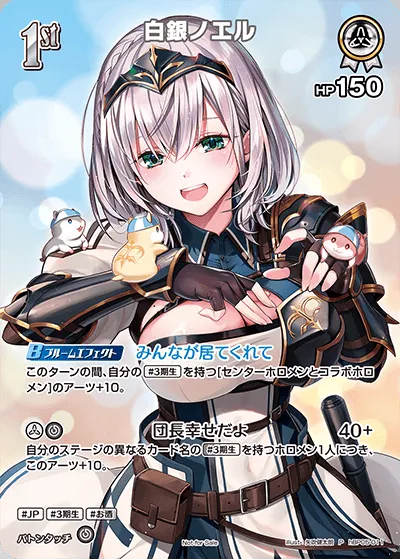 1st
白銀ノエル
HP150
ブルームエフェクト みんなが居てくれて
このターンの間、自分の#3期生を持つ[センターホロメンとコラボホロ
メン]のアーツ+10。
団長幸せだよ 40+
自分のステージの異なるカード名の#3期生を持つホロメン1人につき、
このアーツ+10。
#JP #3期生 #お酒
バトンタッチ
Not for Sale
Illust. 矢吹健太朗 P